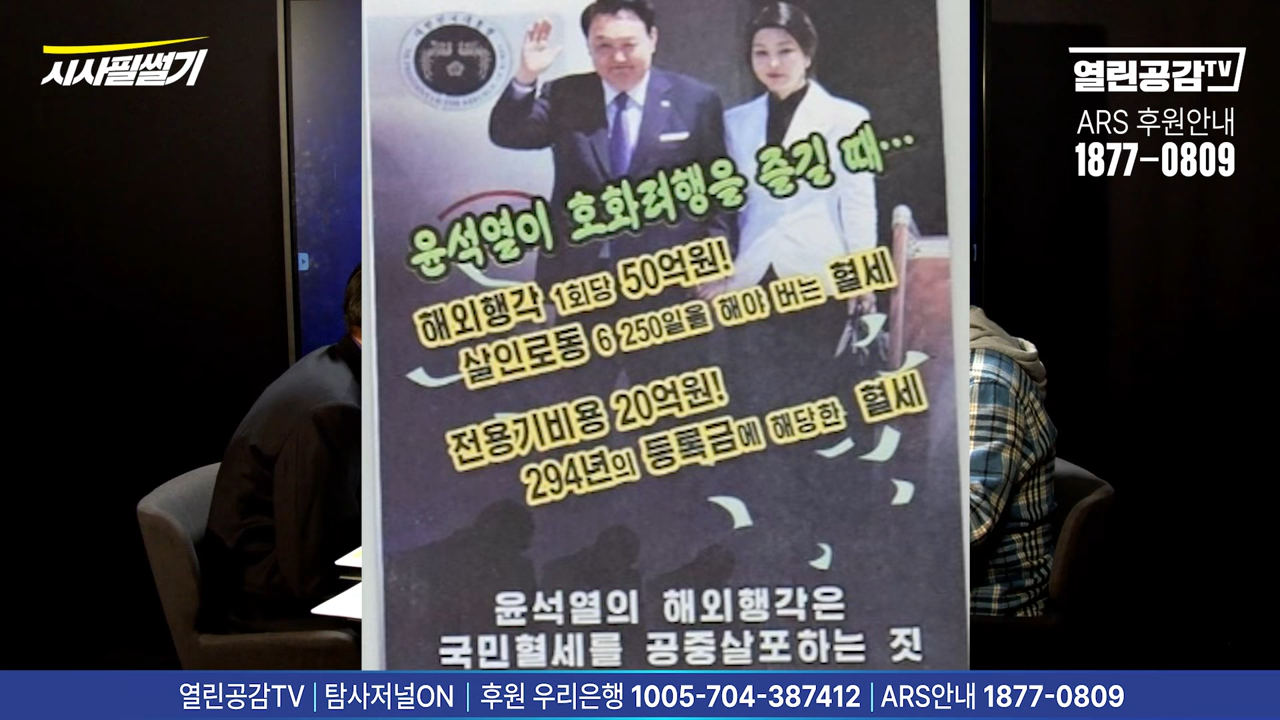 시사필썰기
열린공감TV
ARS 후원안내
1877-0809
윤석열이 호화려행을 즐길 때…
해외행각 1회당 50억원!
살인로동 6 250일을 해야 버는 혈세
전용기비용 20억원!
294년의 등록금에 해당한 혈세
윤석열의 해외행각은
국민혈세를 공중살포하는 짓
열린공감TV | 탐사저널ON | 후원 우리은행 1005-704-387412 | ARS안내 1877-0809